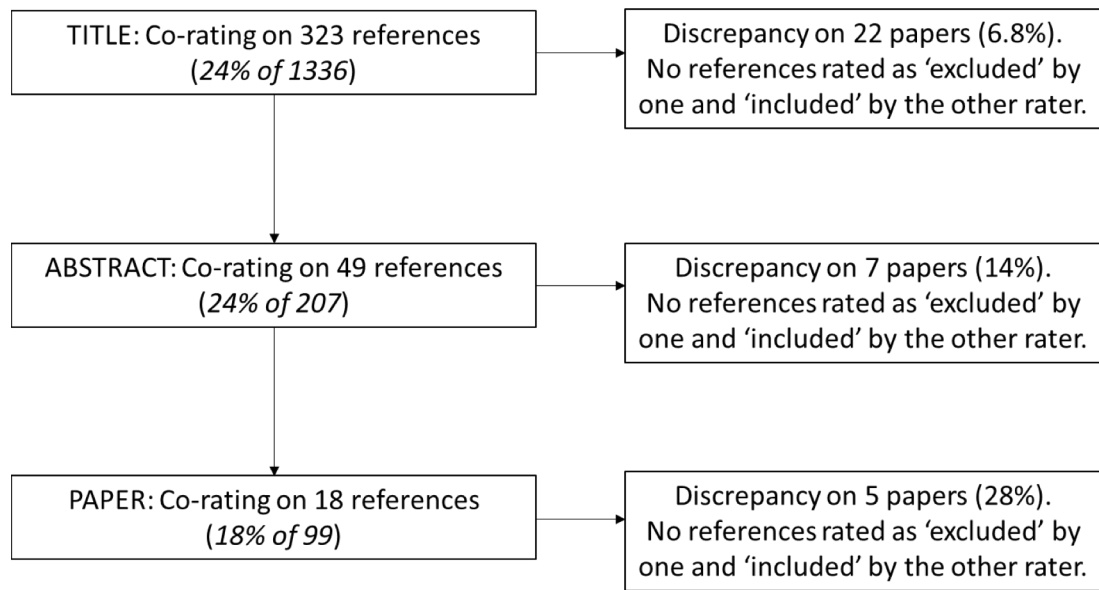 TITLE: Co-rating on 323 references
(24% of 1336)
Discrepancy on 22 papers (6.8%).
No references rated as ‘excluded’ by
one and ‘included’ by the other rater.
ABSTRACT: Co-rating on 49 references
(24% of 207)
Discrepancy on 7 papers (14%).
No references rated as ‘excluded’ by
one and ‘included’ by the other rater.
PAPER: Co-rating on 18 references
(18% of 99)
Discrepancy on 5 papers (28%).
No references rated as ‘excluded’ by
one and ‘included’ by the other rater.